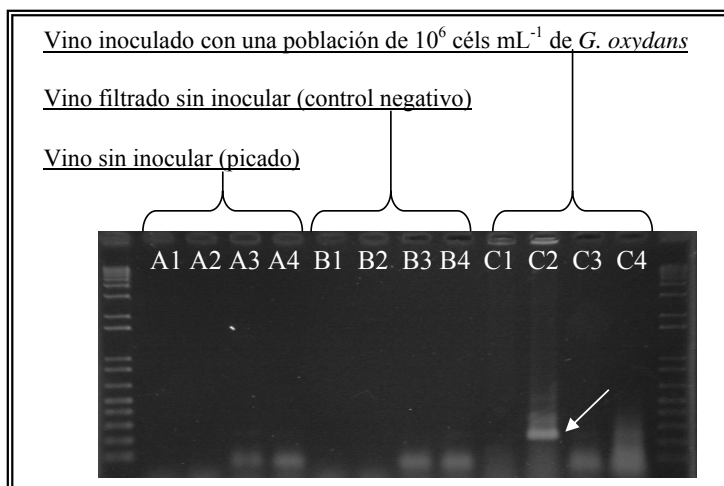 Vino inoculado con una población de 10⁶ céls mL⁻¹ de G. oxydans
Vino filtrado sin inocular (control negativo)
Vino sin inocular (picado)
A1 A2 A3 A4 B1 B2 B3 B4 C1 C2 C3 C4